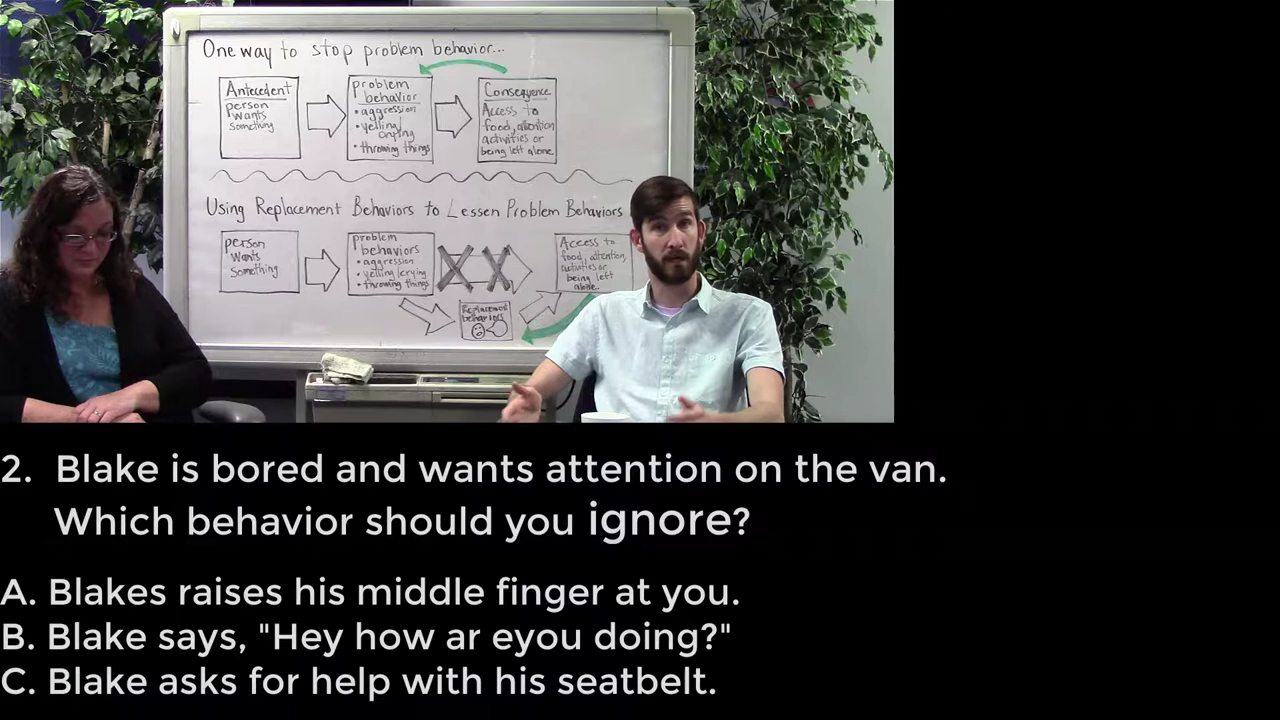 One way to stop problem behavior...
Antecedent
person
wants
something
problem
behavior
• aggression
• yelling/
crying
• throwing things
Consequence
Access to
food, attention
activities or
being left alone
Using Replacement Behaviors to Lessen Problem Behaviors
person
wants
something
problem
behaviors
• aggression
• yelling/crying
• throwing things
Replacement
behaviors
Access to
food, attention,
activities or
being left
alone.
2. Blake is bored and wants attention on the van.
Which behavior should you ignore?
A. Blakes raises his middle finger at you.
B. Blake says, "Hey how ar eyou doing?"
C. Blake asks for help with his seatbelt.